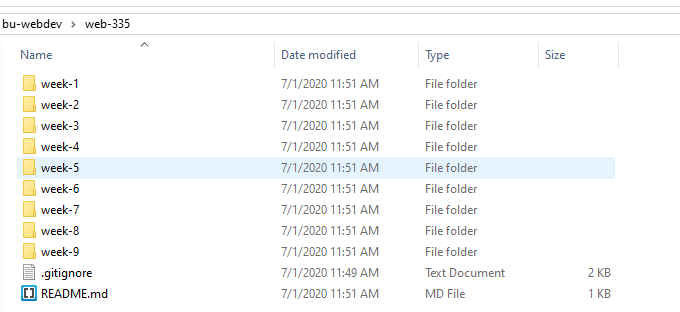 bu-webdev > web-335
Name Date modified Type Size
week-1 7/1/2020 11:51 AM File folder
week-2 7/1/2020 11:51 AM File folder
week-3 7/1/2020 11:51 AM File folder
week-4 7/1/2020 11:51 AM File folder
week-5 7/1/2020 11:51 AM File folder
week-6 7/1/2020 11:51 AM File folder
week-7 7/1/2020 11:51 AM File folder
week-8 7/1/2020 11:51 AM File folder
week-9 7/1/2020 11:51 AM File folder
.gitignore 7/1/2020 11:49 AM Text Document 2 KB
README.md 7/1/2020 11:51 AM MD File 1 KB